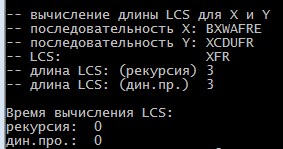 -- вычисление длины LCS для X и Y
-- последовательность X: BXWAFRE
-- последовательность Y: XCDUFR
-- LCS: XFR
-- длина LCS: (рекурсия) 3
-- длина LCS: (дин.пр.) 3
Время вычисления LCS:
рекурсия: 0
дин.про.: 0